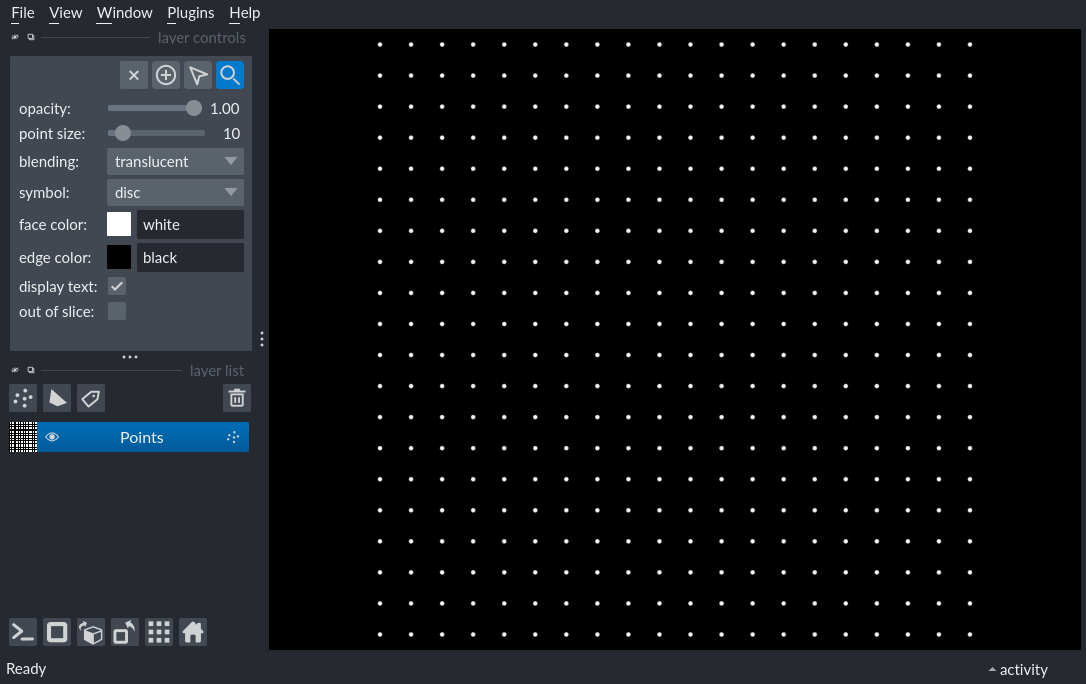 File View Window Plugins Help
layer controls
opacity: 1.00
point size: 10
blending: translucent
symbol: disc
face color: white
edge color: black
display text:
out of slice:
layer list
Points
Ready
activity